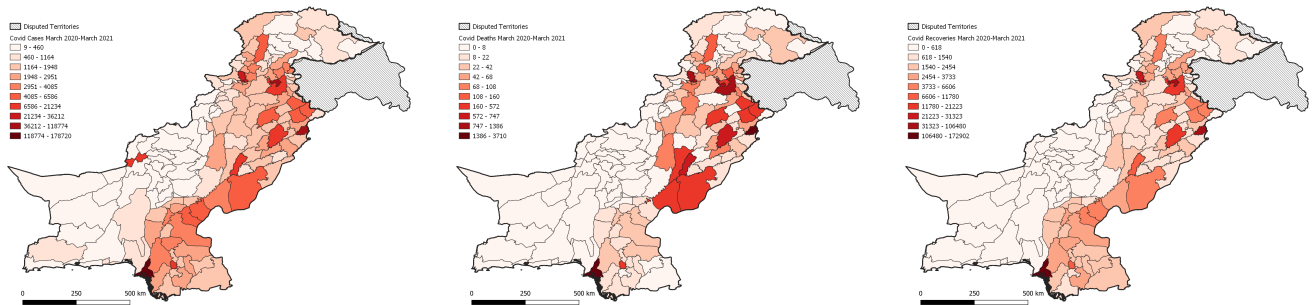 Disputed Territories
Covid Cases March 2020-March 2021
9 - 460
460 - 1164
1164 - 1948
1948 - 2951
2951 - 4085
4085 - 6586
6586 - 21234
21234 - 36212
36212 - 118774
118774 - 178720
0 250 500 km
Disputed Territories
Covid Deaths March 2020-March 2021
0 - 8
8 - 22
22 - 42
42 - 68
68 - 108
108 - 160
160 - 572
572 - 747
747 - 1386
1386 - 3710
0 250 500 km
Disputed Territories
Covid Recoveries March 2020-March 2021
0 - 618
618 - 1540
1540 - 2454
2454 - 3733
3733 - 6606
6606 - 11780
11780 - 21223
21223 - 31323
31323 - 106480
106480 - 172902
0 250 500 km